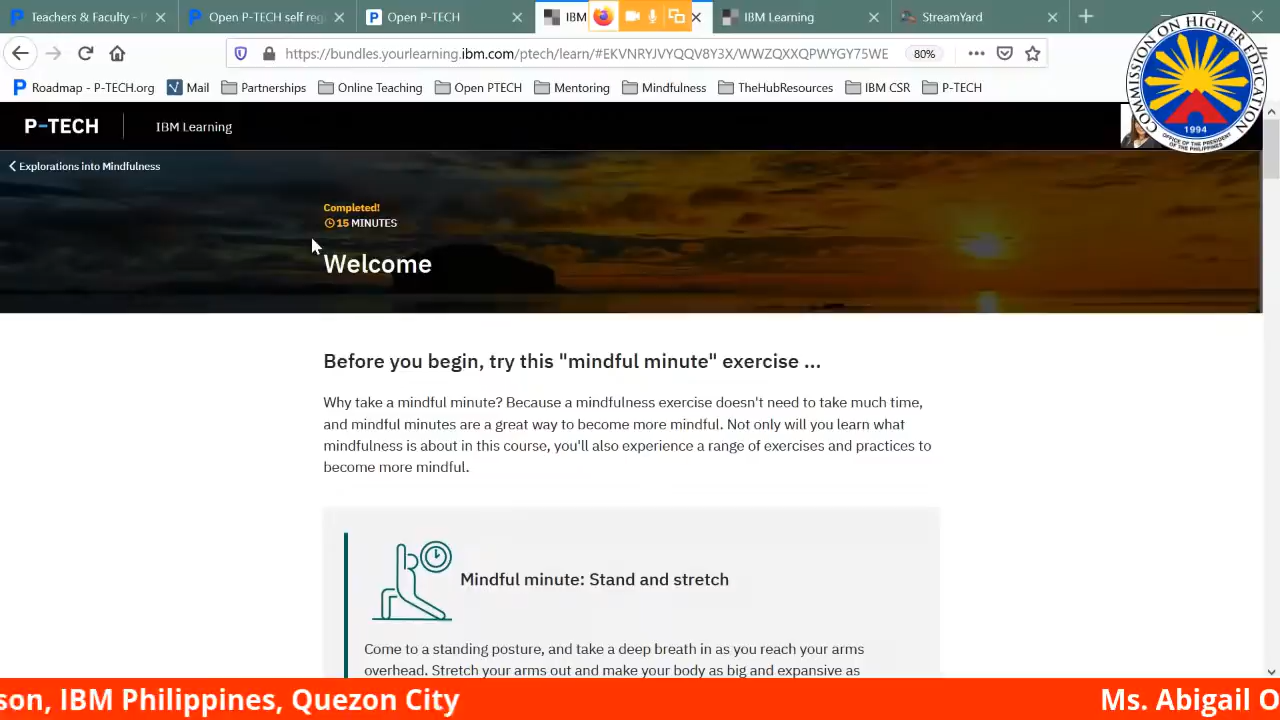 Teachers & Faculty - P
Open P-TECH self reg
Open P-TECH
IBM
IBM Learning
StreamYard
https://bundles.yourlearning.ibm.com/ptech/learn/#EKVNRYJVYQQV8Y3X/WWZQXXQPWYGY75WE
80%
Roadmap - P-TECH.org
Mail
Partnerships
Online Teaching
Open PTECH
Mentoring
Mindfulness
TheHubResources
IBM CSR
P-TECH
COMMISSION ON HIGHER EDUCATION
1994
OFFICE OF THE PRESIDENT
OF THE PHILIPPINES
P-TECH
IBM Learning
Explorations into Mindfulness
Completed!
15 MINUTES
Welcome
Before you begin, try this "mindful minute" exercise ...
Why take a mindful minute? Because a mindfulness exercise doesn't need to take much time,
and mindful minutes are a great way to become more mindful. Not only will you learn what
mindfulness is about in this course, you'll also experience a range of exercises and practices to
become more mindful.
Mindful minute: Stand and stretch
Come to a standing posture, and take a deep breath in as you reach your arms
overhead. Stretch your arms out and make your body as big and expansive as
son, IBM Philippines, Quezon City
Ms. Abigail O